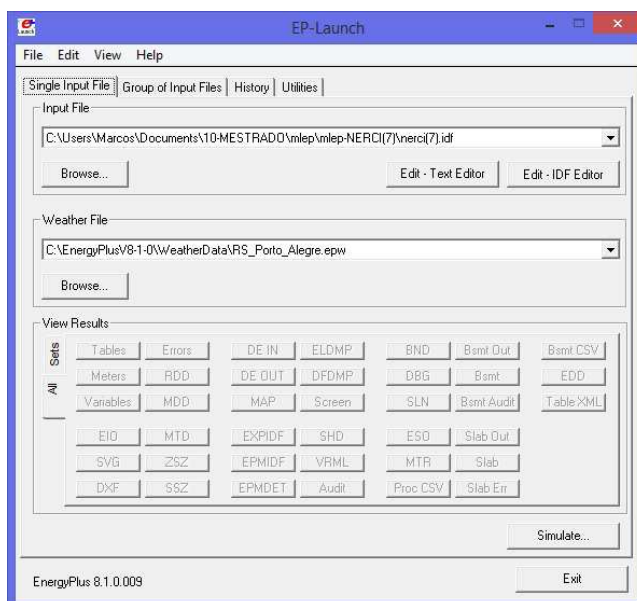 EP-Launch
File Edit View Help
Single Input File Group of Input Files History Utilities
Input File
C:\Users\Marcos\Documents\10-MESTRADO\mlep\mlep-NERCI(7)\nerci(7).idf
Browse... Edit - Text Editor Edit - IDF Editor
Weather File
C:\EnergyPlusV8-1-0\WeatherData\RS_Porto_Alegre.epw
Browse...
View Results
Sets
All
Tables Errors DE IN ELDMP BND Bsmt Out Bsmt CSV
Meters RDD DE OUT DFDMP DBG Bsmt EDD
Variables MDD MAP Screen SLN Bsmt Audit Table XML
EIO MTD EXPIDF SHD ESO Slab Out
SVG ZSZ EPMIDF VRML MTR Slab
DXF SSZ EPMDET Audit Proc CSV Slab Err
Simulate...
EnergyPlus 8.1.0.009 Exit